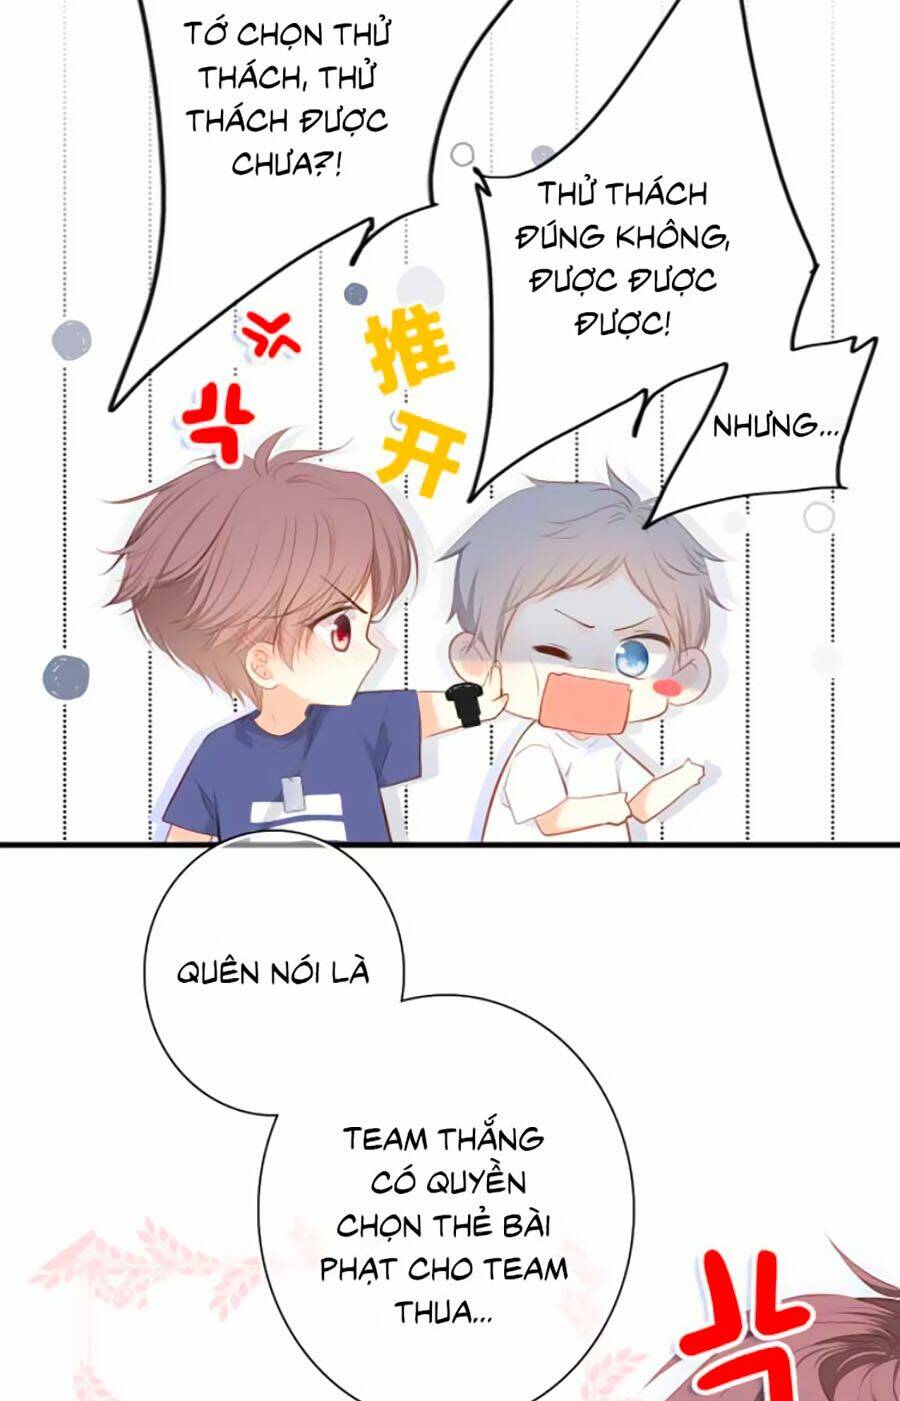 TỚ CHỌN THỬ
THÁCH, THỬ
THÁCH ĐƯỢC
CHƯA?!
THỬ THÁCH
ĐÚNG KHÔNG,
ĐƯỢC ĐƯỢC
ĐƯỢC!
NHƯNG...
推
开
QUÊN NÓI LÀ
TEAM THẮNG
CÓ QUYỀN
CHỌN THẺ BÀI
PHẠT CHO TEAM
THUA...